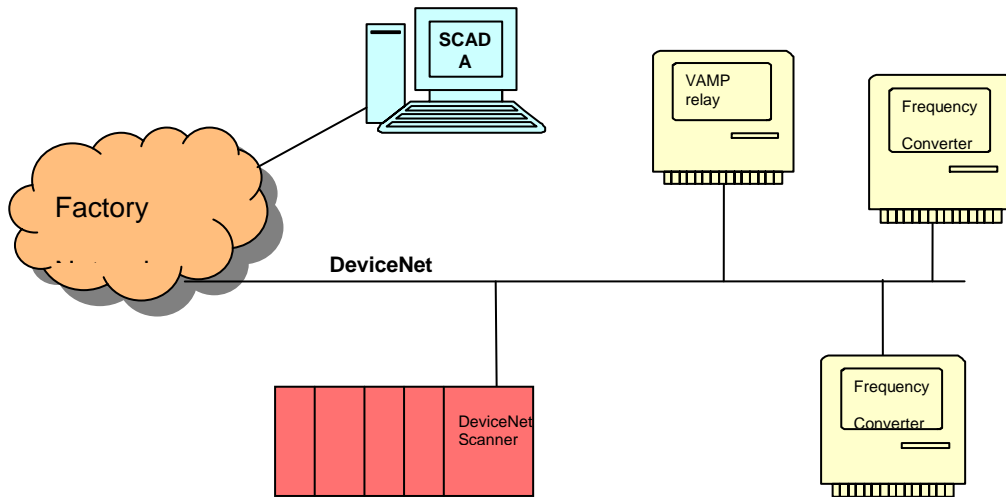 SCAD
A
VAMP
relay
Frequency
Converter
Factory
DeviceNet
DeviceNet
Scanner
Frequency
Converter